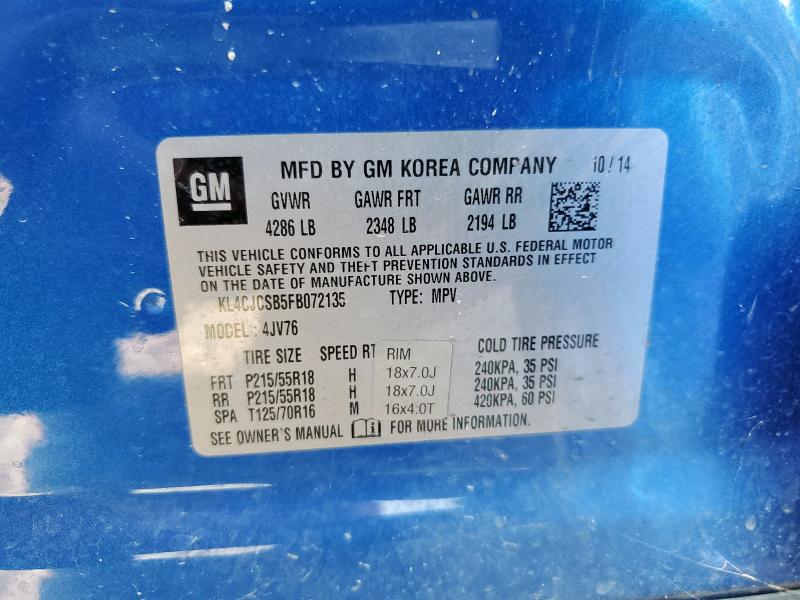 GM
MFD BY GM KOREA COMPANY 10 / 14
GVWR GAWR FRT GAWR RR
4286 LB 2348 LB 2194 LB
THIS VEHICLE CONFORMS TO ALL APPLICABLE U.S. FEDERAL MOTOR
VEHICLE SAFETY AND THEFT PREVENTION STANDARDS IN EFFECT
ON THE DATE OF MANUFACTURE SHOWN ABOVE.
KL4CJCSB5FB072135 TYPE: MPV
MODEL: 4JV76
TIRE SIZE SPEED RT RIM COLD TIRE PRESSURE
FRT P215/55R18 H 18x7.0J 240KPA, 35 PSI
RR P215/55R18 H 18x7.0J 240KPA, 35 PSI
SPA T125/70R16 M 16x4.0T 420KPA, 60 PSI
SEE OWNER'S MANUAL i FOR MORE INFORMATION.